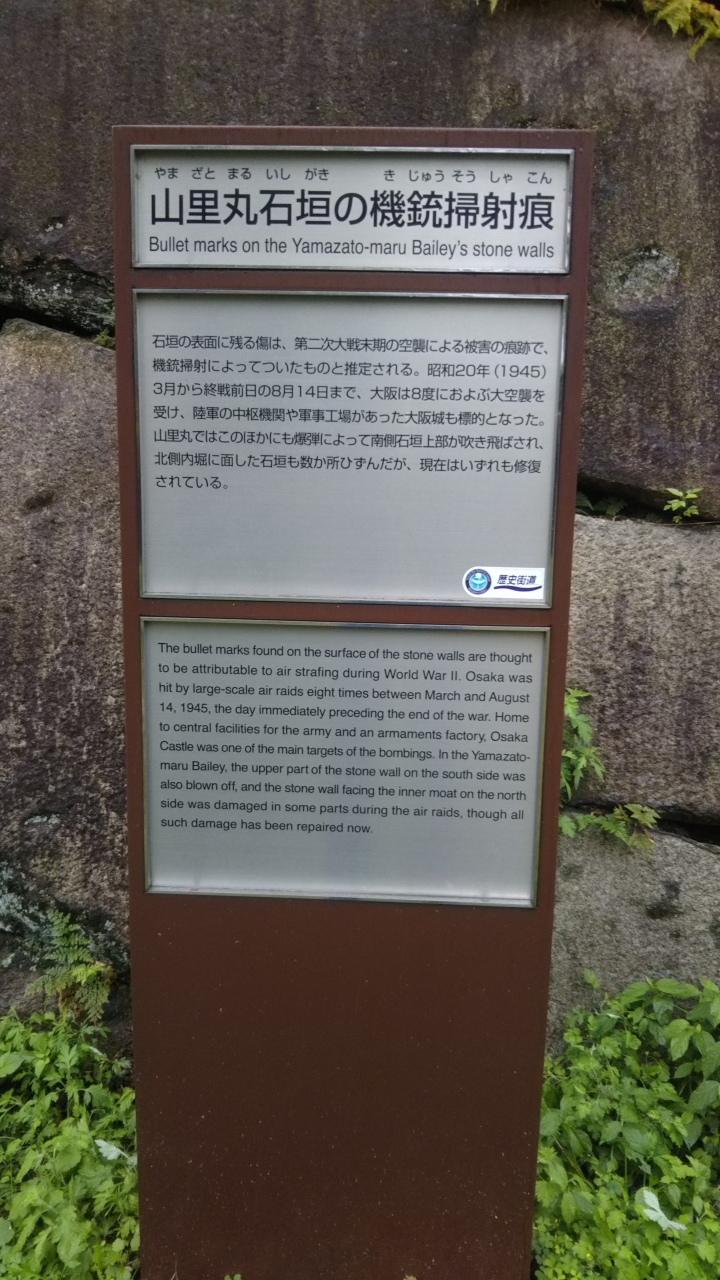 やま ざと まる いし がき き じゅう そう しゃ こん
山里丸石垣の機銃掃射痕
Bullet marks on the Yamazato-maru Bailey's stone walls
石垣の表面に残る傷は、第二次大戦末期の空襲による被害の痕跡で、
機銃掃射によってついたものと推定される。昭和20年（1945）
3月から終戦前日の8月14日まで、大阪は8度におよぶ大空襲を
受け、陸軍の中枢機関や軍事工場があった大阪城も標的となった。
山里丸ではこのほかにも爆弾によって南側石垣上部が吹き飛ばされ、
北側内堀に面した石垣も数か所ひずんだが、現在はいずれも修復
されている。
歴史街道
The bullet marks found on the surface of the stone walls are thought
to be attributable to air strafing during World War II. Osaka was
hit by large-scale air raids eight times between March and August
14, 1945, the day immediately preceding the end of the war. Home
to central facilities for the army and an armaments factory, Osaka
Castle was one of the main targets of the bombings. In the Yamazato-
maru Bailey, the upper part of the stone wall on the south side was
also blown off, and the stone wall facing the inner moat on the north
side was damaged in some parts during the air raids, though all
such damage has been repaired now.